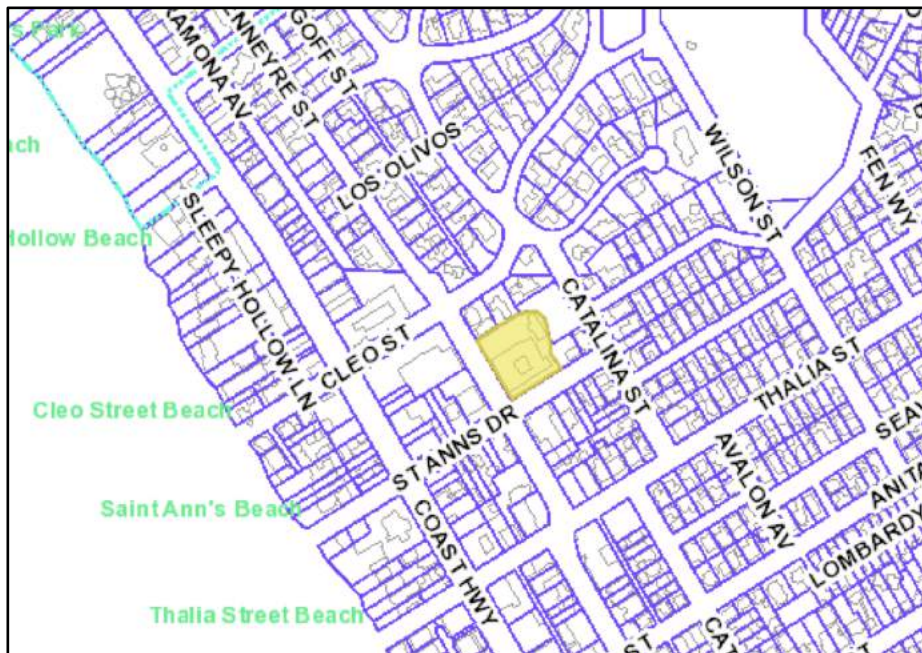 s Park
RAMONA AV
ENNEYRE ST
GOFF ST
LOS OLIVOS
WILSON ST
FEN WY
ach
Hollow Beach
SLEEPY HOLLOW LN
CLEO ST
CATALINA ST
THALIA ST
Cleo Street Beach
ST ANNS DR
SEA
AVALON AV
ANITA
Saint Ann's Beach
COAST HWY
LOMBARDY
Thalia Street Beach
ST
CAT